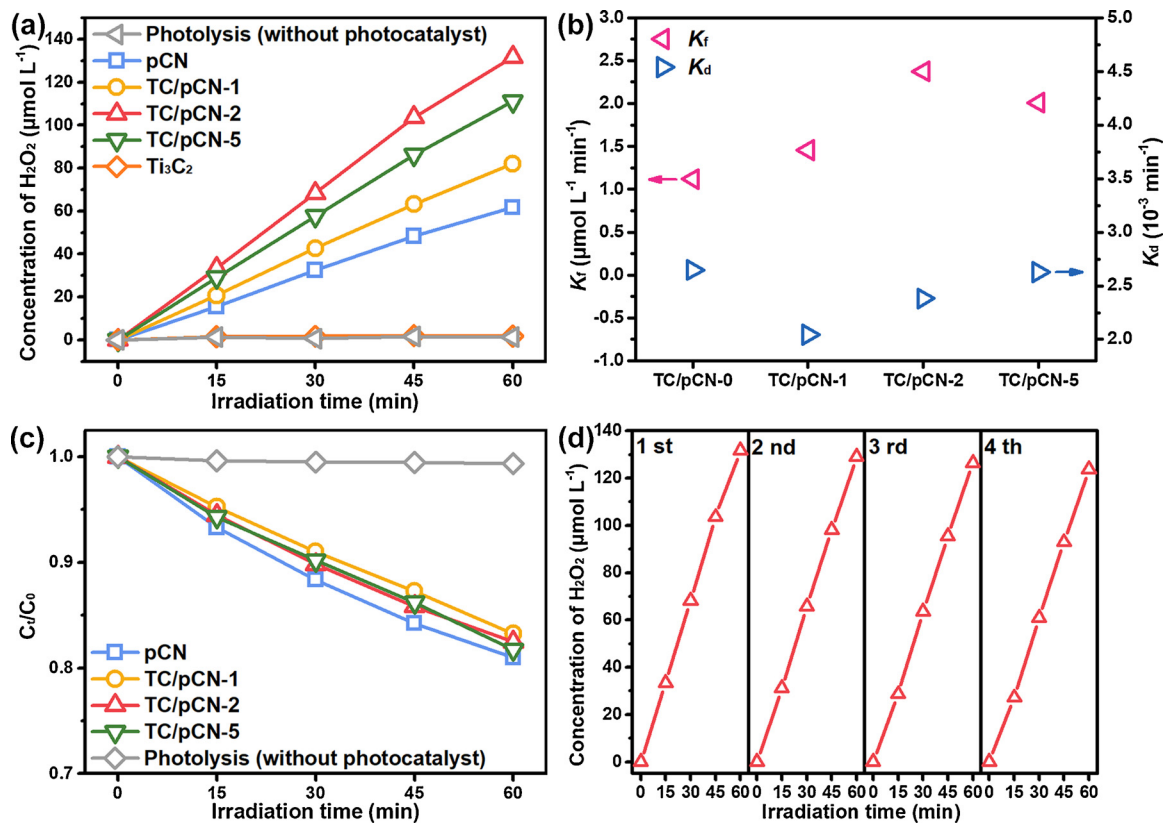 (a)
Concentration of H₂O₂ (μmol L⁻¹)
140
120
100
80
60
40
20
0
Photolysis (without photocatalyst)
pCN
TC/pCN-1
TC/pCN-2
TC/pCN-5
Ti₃C₂
0 15 30 45 60
Irradiation time (min)
(b)
Kf (μmol L⁻¹ min⁻¹)
3.0
2.5
2.0
1.5
1.0
0.5
0.0
-0.5
-1.0
Kf
Kd
5.0
4.5
4.0
3.5
3.0
2.5
2.0
Kd (10⁻³ min⁻¹)
TC/pCN-0 TC/pCN-1 TC/pCN-2 TC/pCN-5
(c)
Cₜ/C₀
1.0
0.9
0.8
0.7
pCN
TC/pCN-1
TC/pCN-2
TC/pCN-5
Photolysis (without photocatalyst)
0 15 30 45 60
Irradiation time (min)
(d)
Concentration of H₂O₂ (μmol L⁻¹)
140
120
100
80
60
40
20
0
1 st 2 nd 3 rd 4 th
0 15 30 45 60 0 15 30 45 60 0 15 30 45 60 0 15 30 45 60
Irradiation time (min)